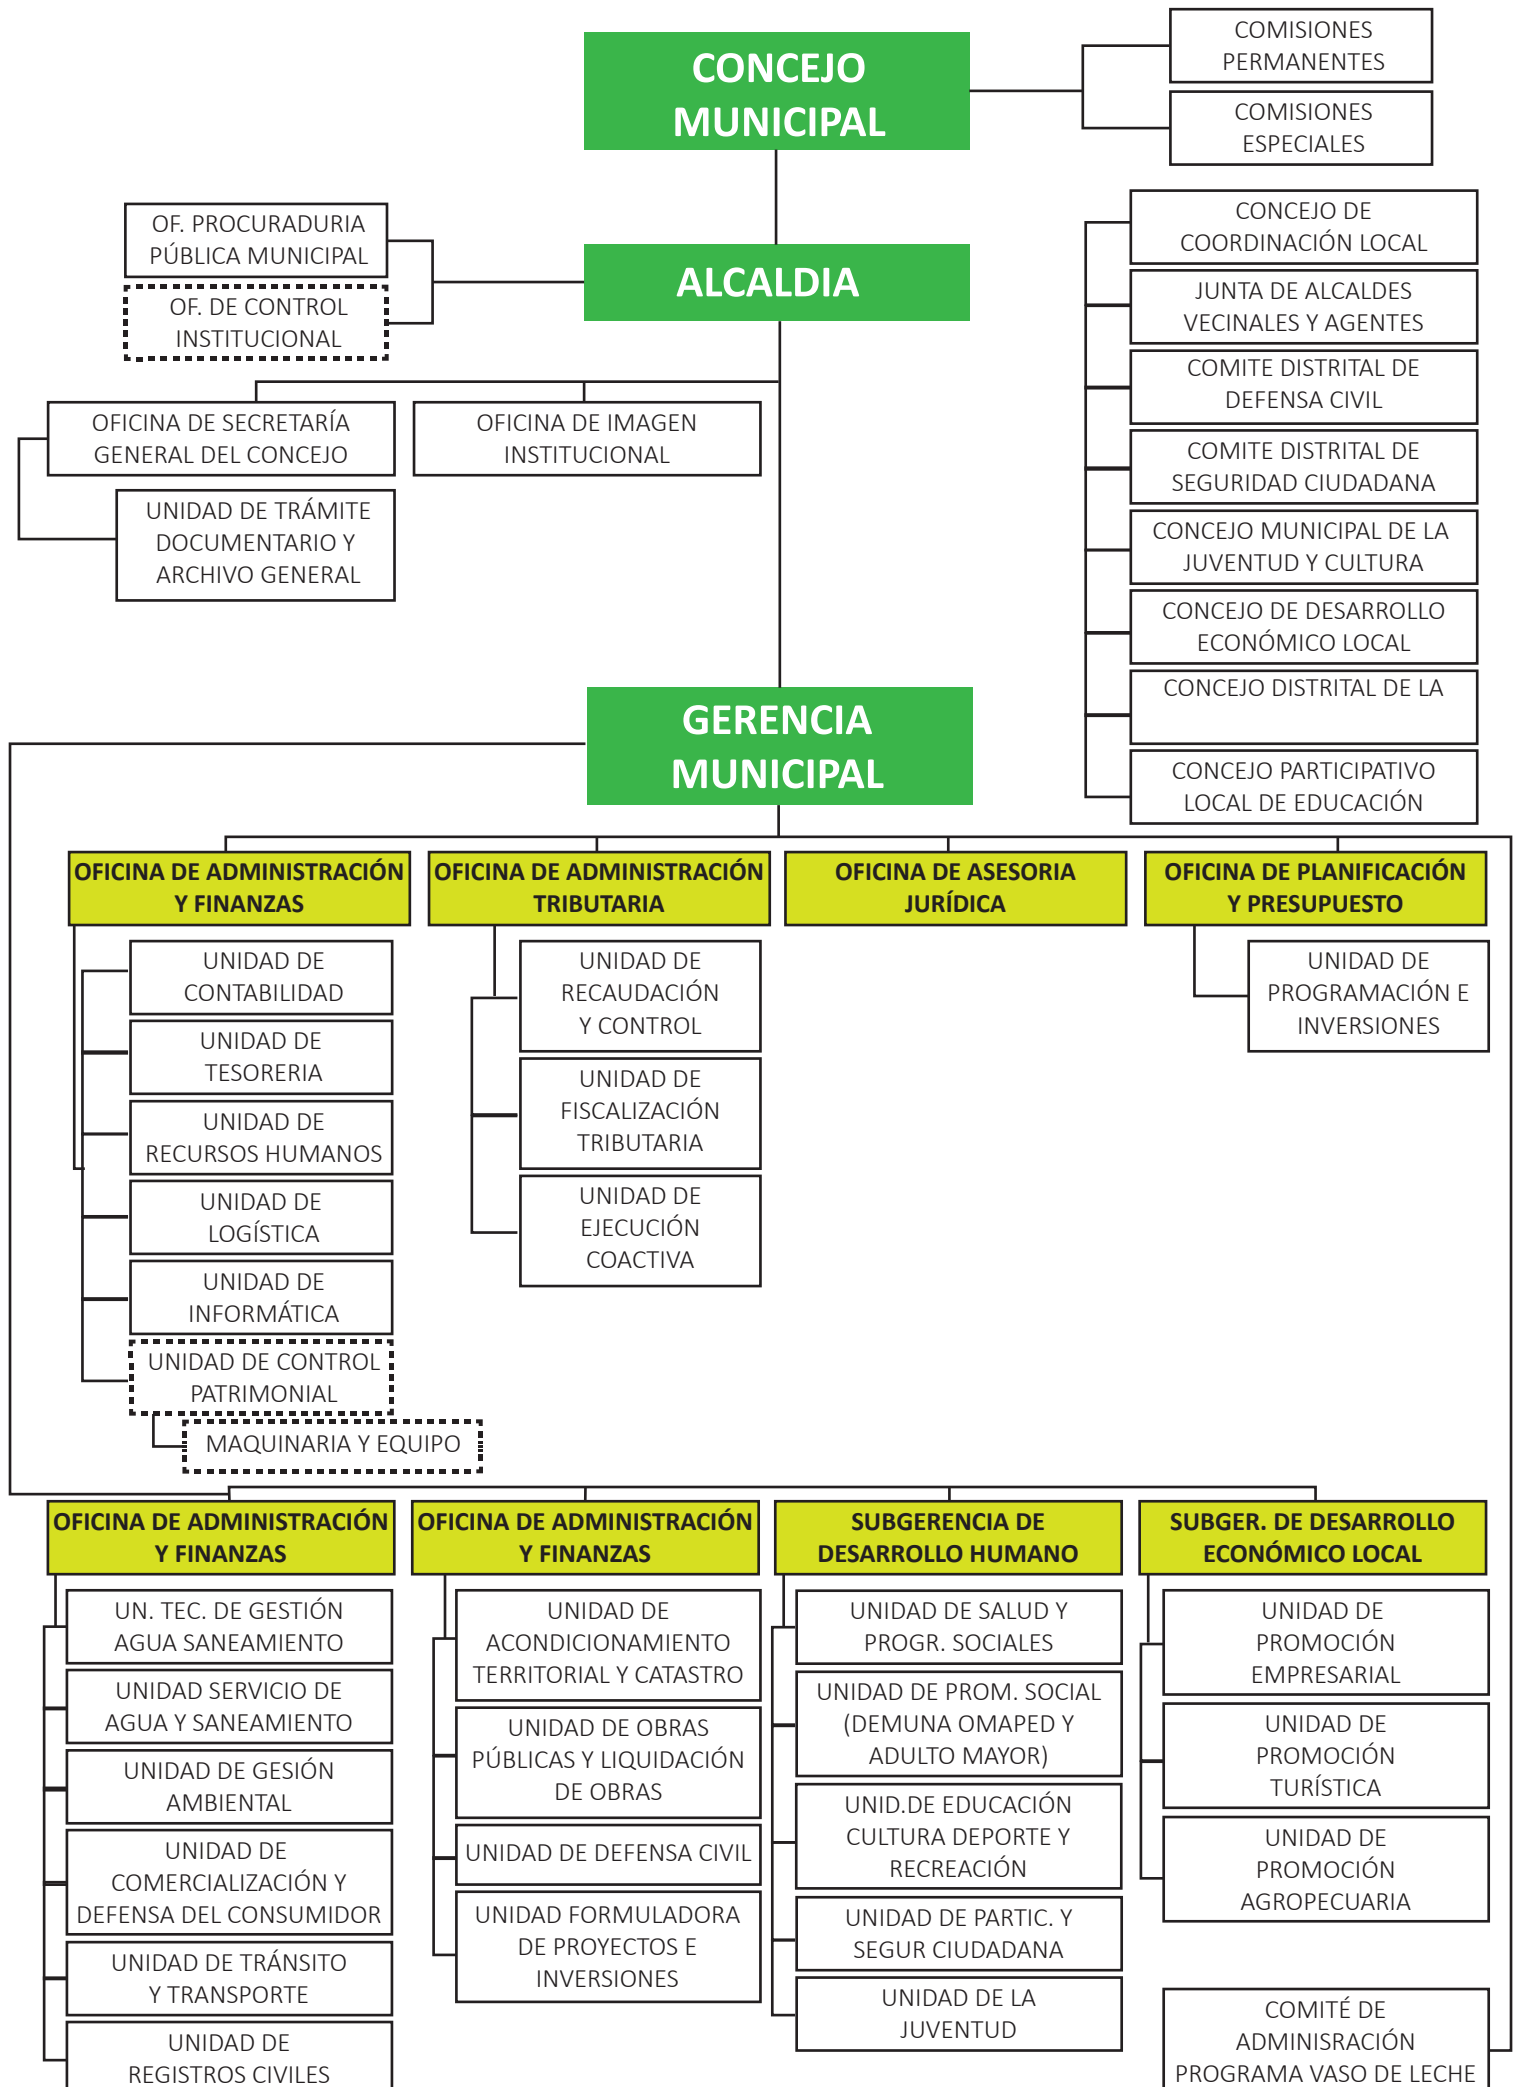 CONCEJO
MUNICIPAL
COMISIONES
PERMANENTES
COMISIONES
ESPECIALES
OF. PROCURADURIA
PÚBLICA MUNICIPAL
OF. DE CONTROL
INSTITUCIONAL
ALCALDIA
CONCEJO DE
COORDINACIÓN LOCAL
JUNTA DE ALCALDES
VECINALES Y AGENTES
COMITE DISTRITAL DE
DEFENSA CIVIL
COMITE DISTRITAL DE
SEGURIDAD CIUDADANA
CONCEJO MUNICIPAL DE LA
JUVENTUD Y CULTURA
CONCEJO DE DESARROLLO
ECONÓMICO LOCAL
CONCEJO DISTRITAL DE LA
CONCEJO PARTICIPATIVO
LOCAL DE EDUCACIÓN
OFICINA DE SECRETARÍA
GENERAL DEL CONCEJO
OFICINA DE IMAGEN
INSTITUCIONAL
UNIDAD DE TRÁMITE
DOCUMENTARIO Y
ARCHIVO GENERAL
GERENCIA
MUNICIPAL
OFICINA DE ADMINISTRACIÓN
Y FINANZAS
UNIDAD DE
CONTABILIDAD
UNIDAD DE
TESORERIA
UNIDAD DE
RECURSOS HUMANOS
UNIDAD DE
LOGÍSTICA
UNIDAD DE
INFORMÁTICA
UNIDAD DE CONTROL
PATRIMONIAL
MAQUINARIA Y EQUIPO
OFICINA DE ADMINISTRACIÓN
TRIBUTARIA
UNIDAD DE
RECAUDACIÓN
Y CONTROL
UNIDAD DE
FISCALIZACIÓN
TRIBUTARIA
UNIDAD DE
EJECUCIÓN
COACTIVA
OFICINA DE ASESORIA
JURÍDICA
OFICINA DE PLANIFICACIÓN
Y PRESUPUESTO
UNIDAD DE
PROGRAMACIÓN E
INVERSIONES
OFICINA DE ADMINISTRACIÓN
Y FINANZAS
UN. TEC. DE GESTIÓN
AGUA SANEAMIENTO
UNIDAD SERVICIO DE
AGUA Y SANEAMIENTO
UNIDAD DE GESIÓN
AMBIENTAL
UNIDAD DE
COMERCIALIZACIÓN Y
DEFENSA DEL CONSUMIDOR
UNIDAD DE TRÁNSITO
Y TRANSPORTE
UNIDAD DE
REGISTROS CIVILES
OFICINA DE ADMINISTRACIÓN
Y FINANZAS
UNIDAD DE
ACONDICIONAMIENTO
TERRITORIAL Y CATASTRO
UNIDAD DE OBRAS
PÚBLICAS Y LIQUIDACIÓN
DE OBRAS
UNIDAD DE DEFENSA CIVIL
UNIDAD FORMULADORA
DE PROYECTOS E
INVERSIONES
SUBGERENCIA DE
DESARROLLO HUMANO
UNIDAD DE SALUD Y
PROGR. SOCIALES
UNIDAD DE PROM. SOCIAL
(DEMUNA OMAPED Y
ADULTO MAYOR)
UNID.DE EDUCACIÓN
CULTURA DEPORTE Y
RECREACIÓN
UNIDAD DE PARTIC. Y
SEGUR CIUDADANA
UNIDAD DE LA
JUVENTUD
SUBGER. DE DESARROLLO
ECONÓMICO LOCAL
UNIDAD DE
PROMOCIÓN
EMPRESARIAL
UNIDAD DE
PROMOCIÓN
TURÍSTICA
UNIDAD DE
PROMOCIÓN
AGROPECUARIA
COMITÉ DE
ADMINISRACIÓN
PROGRAMA VASO DE LECHE